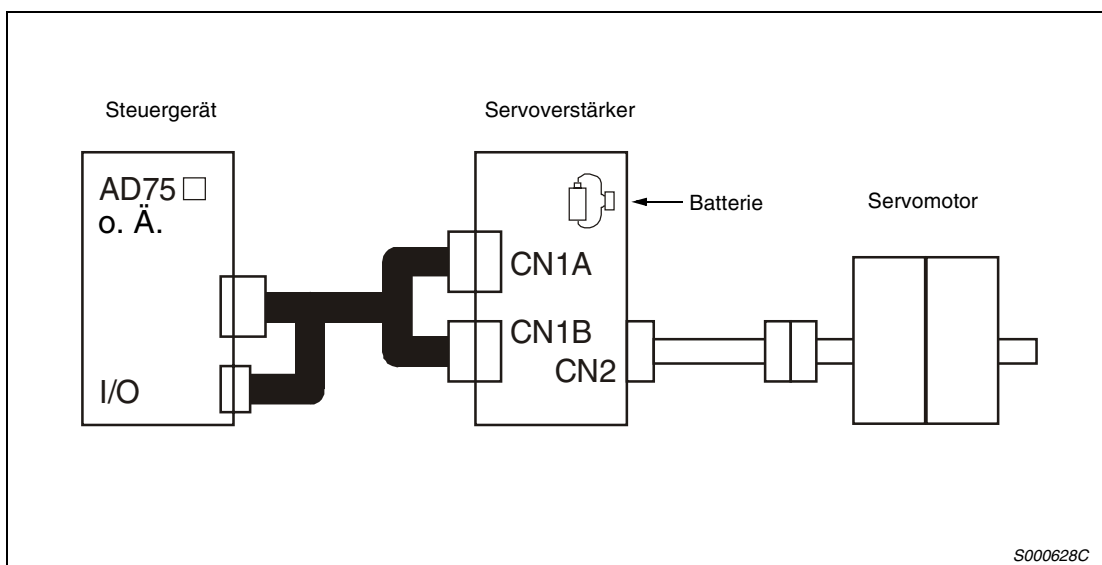 Steuergerät
Servoverstärker
AD75 □
o. Ä.
Batterie
Servomotor
CN1A
CN1B
CN2
I/O
S000628C